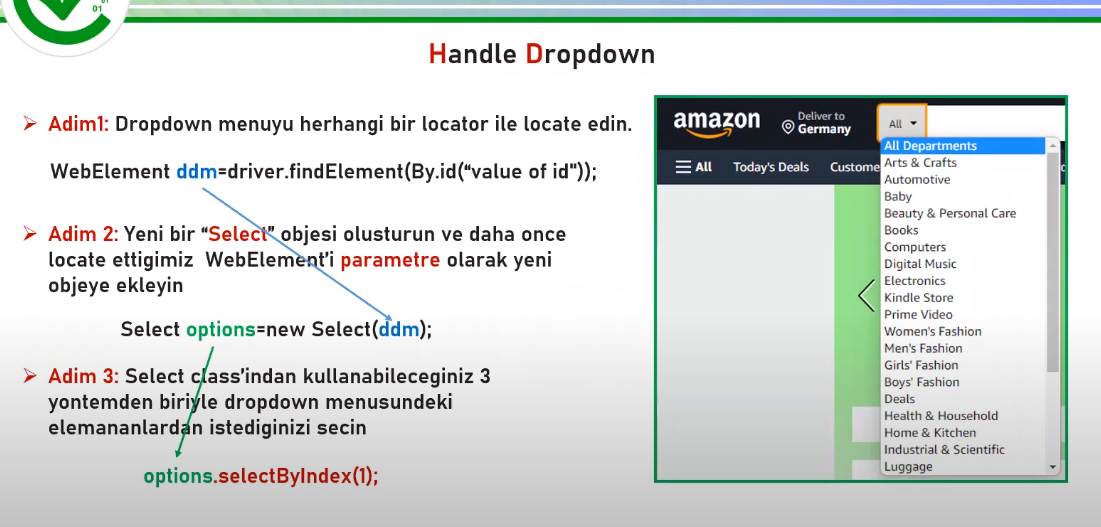 01
01
Handle Dropdown
➢ Adim1: Dropdown menuyu herhangi bir locator ile locate edin.
WebElement ddm=driver.findElement(By.id(“value of id"));
➢ Adim 2: Yeni bir “Select” objesi olusturun ve daha once
locate ettigimiz WebElement’i parametre olarak yeni
objeye ekleyin
Select options=new Select(ddm);
➢ Adim 3: Select class’indan kullanabileceginiz 3
yontemden biriyle dropdown menusundeki
elemananlardan istediginizi secin
options.selectByIndex(1);
amazon
Deliver to
Germany
All
All
Today's Deals
Custome
All Departments
Arts & Crafts
Automotive
Baby
Beauty & Personal Care
Books
Computers
Digital Music
Electronics
Kindle Store
Prime Video
Women's Fashion
Men's Fashion
Girls' Fashion
Boys' Fashion
Deals
Health & Household
Home & Kitchen
Industrial & Scientific
Luggage